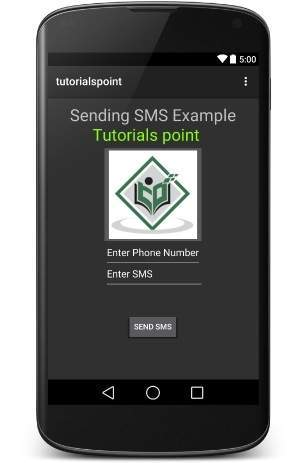 5:00
tutorialspoint
Sending SMS Example
Tutorials point
Enter Phone Number
Enter SMS
SEND SMS